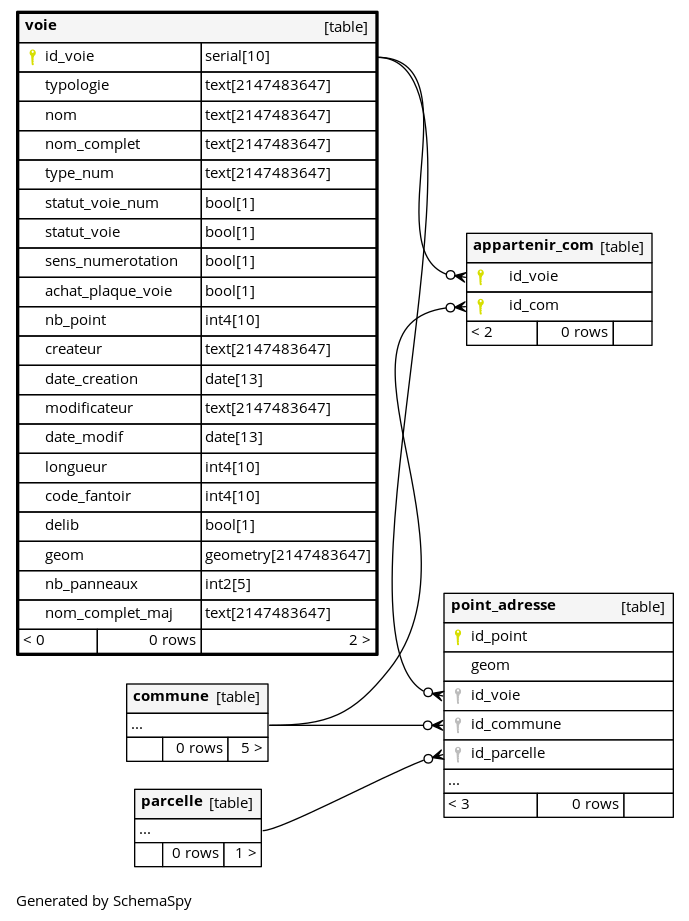 voie [table]
id_voie serial[10]
typologie text[2147483647]
nom text[2147483647]
nom_complet text[2147483647]
type_num text[2147483647]
statut_voie_num bool[1]
statut_voie bool[1]
sens_numerotation bool[1]
achat_plaque_voie bool[1]
nb_point int4[10]
createur text[2147483647]
date_creation date[13]
modificateur text[2147483647]
date_modif date[13]
longueur int4[10]
code_fantoir int4[10]
delib bool[1]
geom geometry[2147483647]
nb_panneaux int2[5]
nom_complet_maj text[2147483647]
< 0 0 rows 2 >
appartenir_com [table]
id_voie
id_com
< 2 0 rows
point_adresse [table]
id_point
geom
id_voie
id_commune
id_parcelle
...
< 3 0 rows
commune [table]
...
0 rows 5 >
parcelle [table]
...
0 rows 1 >
Generated by SchemaSpy